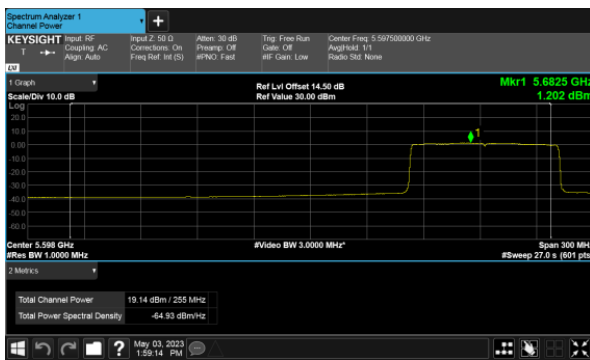 Spectrum Analyzer 1
Channel Power
KEYSIGHT
T
LXI
Input: RF
Coupling: AC
Align: Auto
Input Z: 50 Ω
Corrections: On
Freq Ref: Int (S)
Atten: 30 dB
Preamp: Off
#PNO: Fast
Trig: Free Run
Gate: Off
#IF Gain: Low
Center Freq: 5.597500000 GHz
Avg|Hold: 1/1
Radio Std: None
1 Graph
Scale/Div 10.0 dB
Ref Lvl Offset 14.50 dB
Ref Value 30.00 dBm
Mkr1 5.6825 GHz
1.202 dBm
Log
20.0
10.0
0.00
-10.0
-20.0
-30.0
-40.0
-50.0
-60.0
1
Center 5.598 GHz
#Res BW 1.0000 MHz
#Video BW 3.0000 MHz*
Span 300 MHz
#Sweep 27.0 s (601 pts)
2 Metrics
Total Channel Power 19.14 dBm / 255 MHz
Total Power Spectral Density -64.93 dBm/Hz
?
May 03, 2023
1:59:14 PM